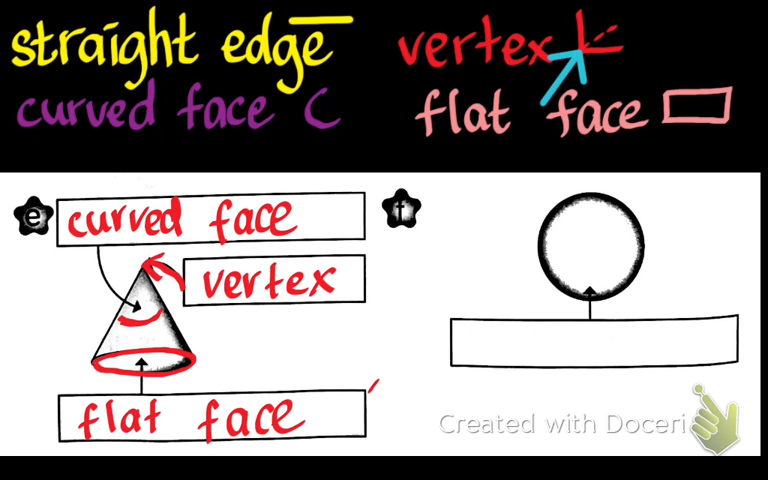 straight edge
vertex
curved face
flat face
e
curved face
f
vertex
flat face
Created with Doceri